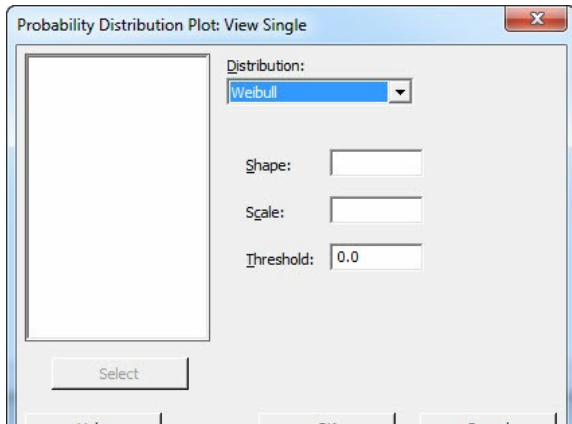 Probability Distribution Plot: View Single
Distribution:
Weibull
Shape:
Scale:
Threshold: 0.0
Select